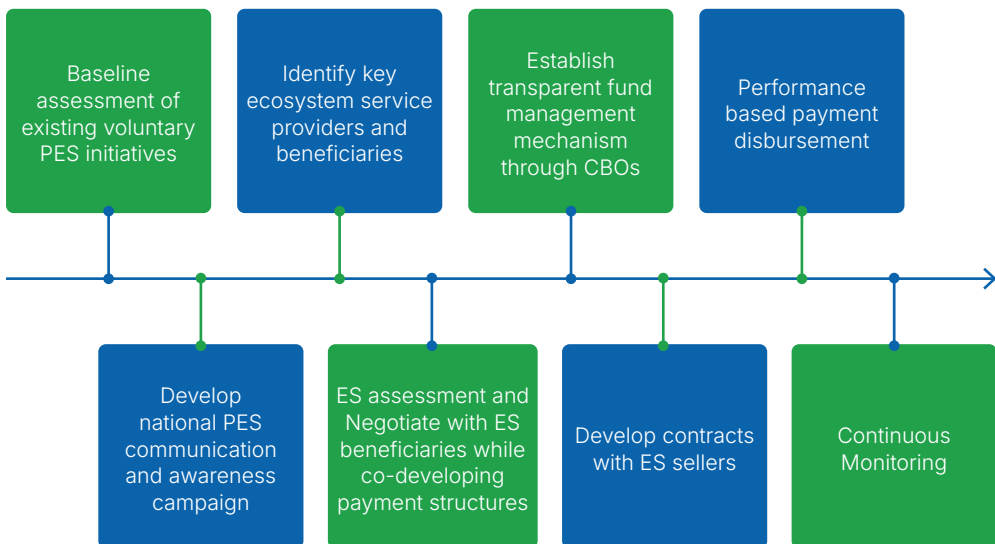 Baseline
assessment of
existing voluntary
PES initiatives
Identify key
ecosystem service
providers and
beneficiaries
Establish
transparent fund
management
mechanism
through CBOs
Performance
based payment
disbursement
Develop
national PES
communication
and awareness
campaign
ES assessment and
Negotiate with ES
beneficiaries while
co-developing
payment structures
Develop contracts
with ES sellers
Continuous
Monitoring